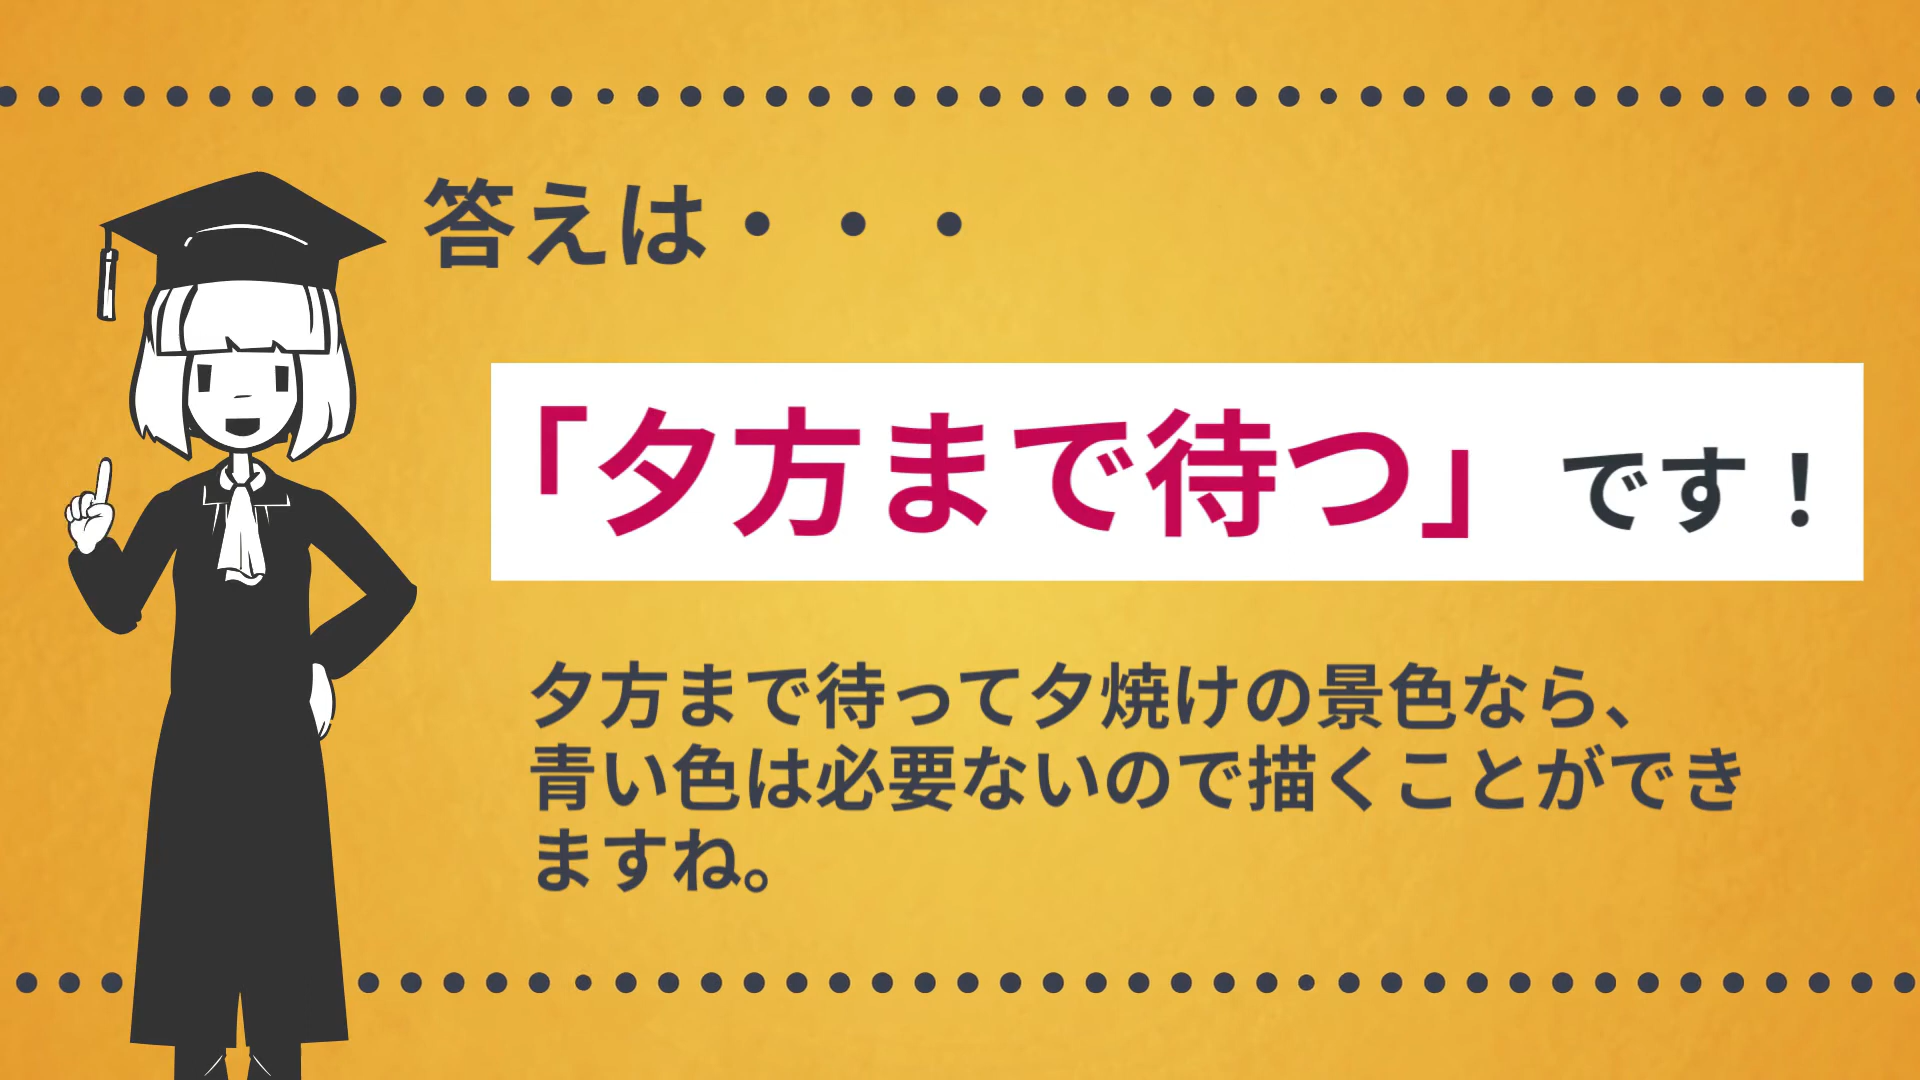 答えは・・・
「夕方まで待つ」です！
夕方まで待って夕焼けの景色なら、
青い色は必要ないので描くことができ
ますね。